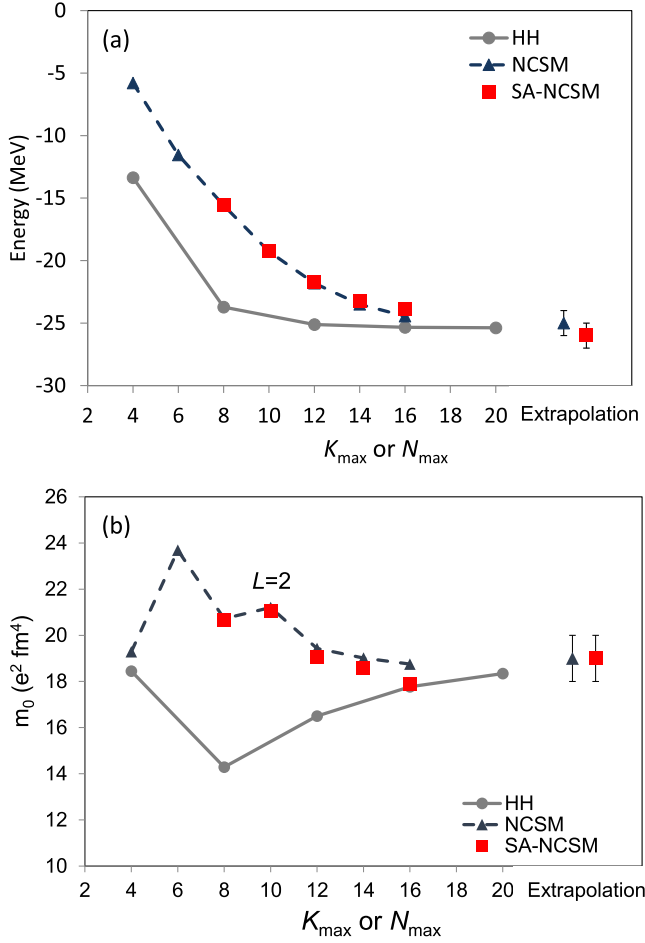 0
(a)
HH
NCSM
SA-NCSM
-5
-10
-15
-20
-25
-30
Energy (MeV)
2 4 6 8 10 12 14 16 18 20 Extrapolation
Kmax or Nmax
26
(b)
24
L=2
22
20
18
16
14
12
10
m0 (e2 fm4)
HH
NCSM
SA-NCSM
2 4 6 8 10 12 14 16 18 20 Extrapolation
Kmax or Nmax